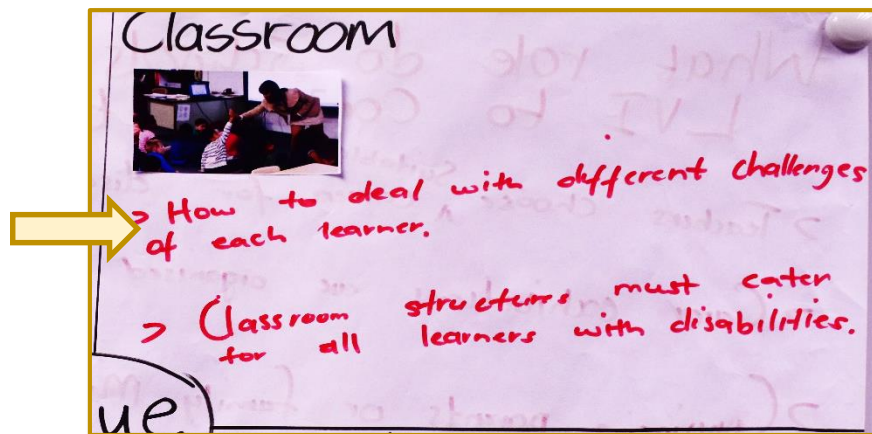 Classroom
> How to deal with different challenges
of each learner.
> Classroom structures must cater
for all learners with disabilities.
ue